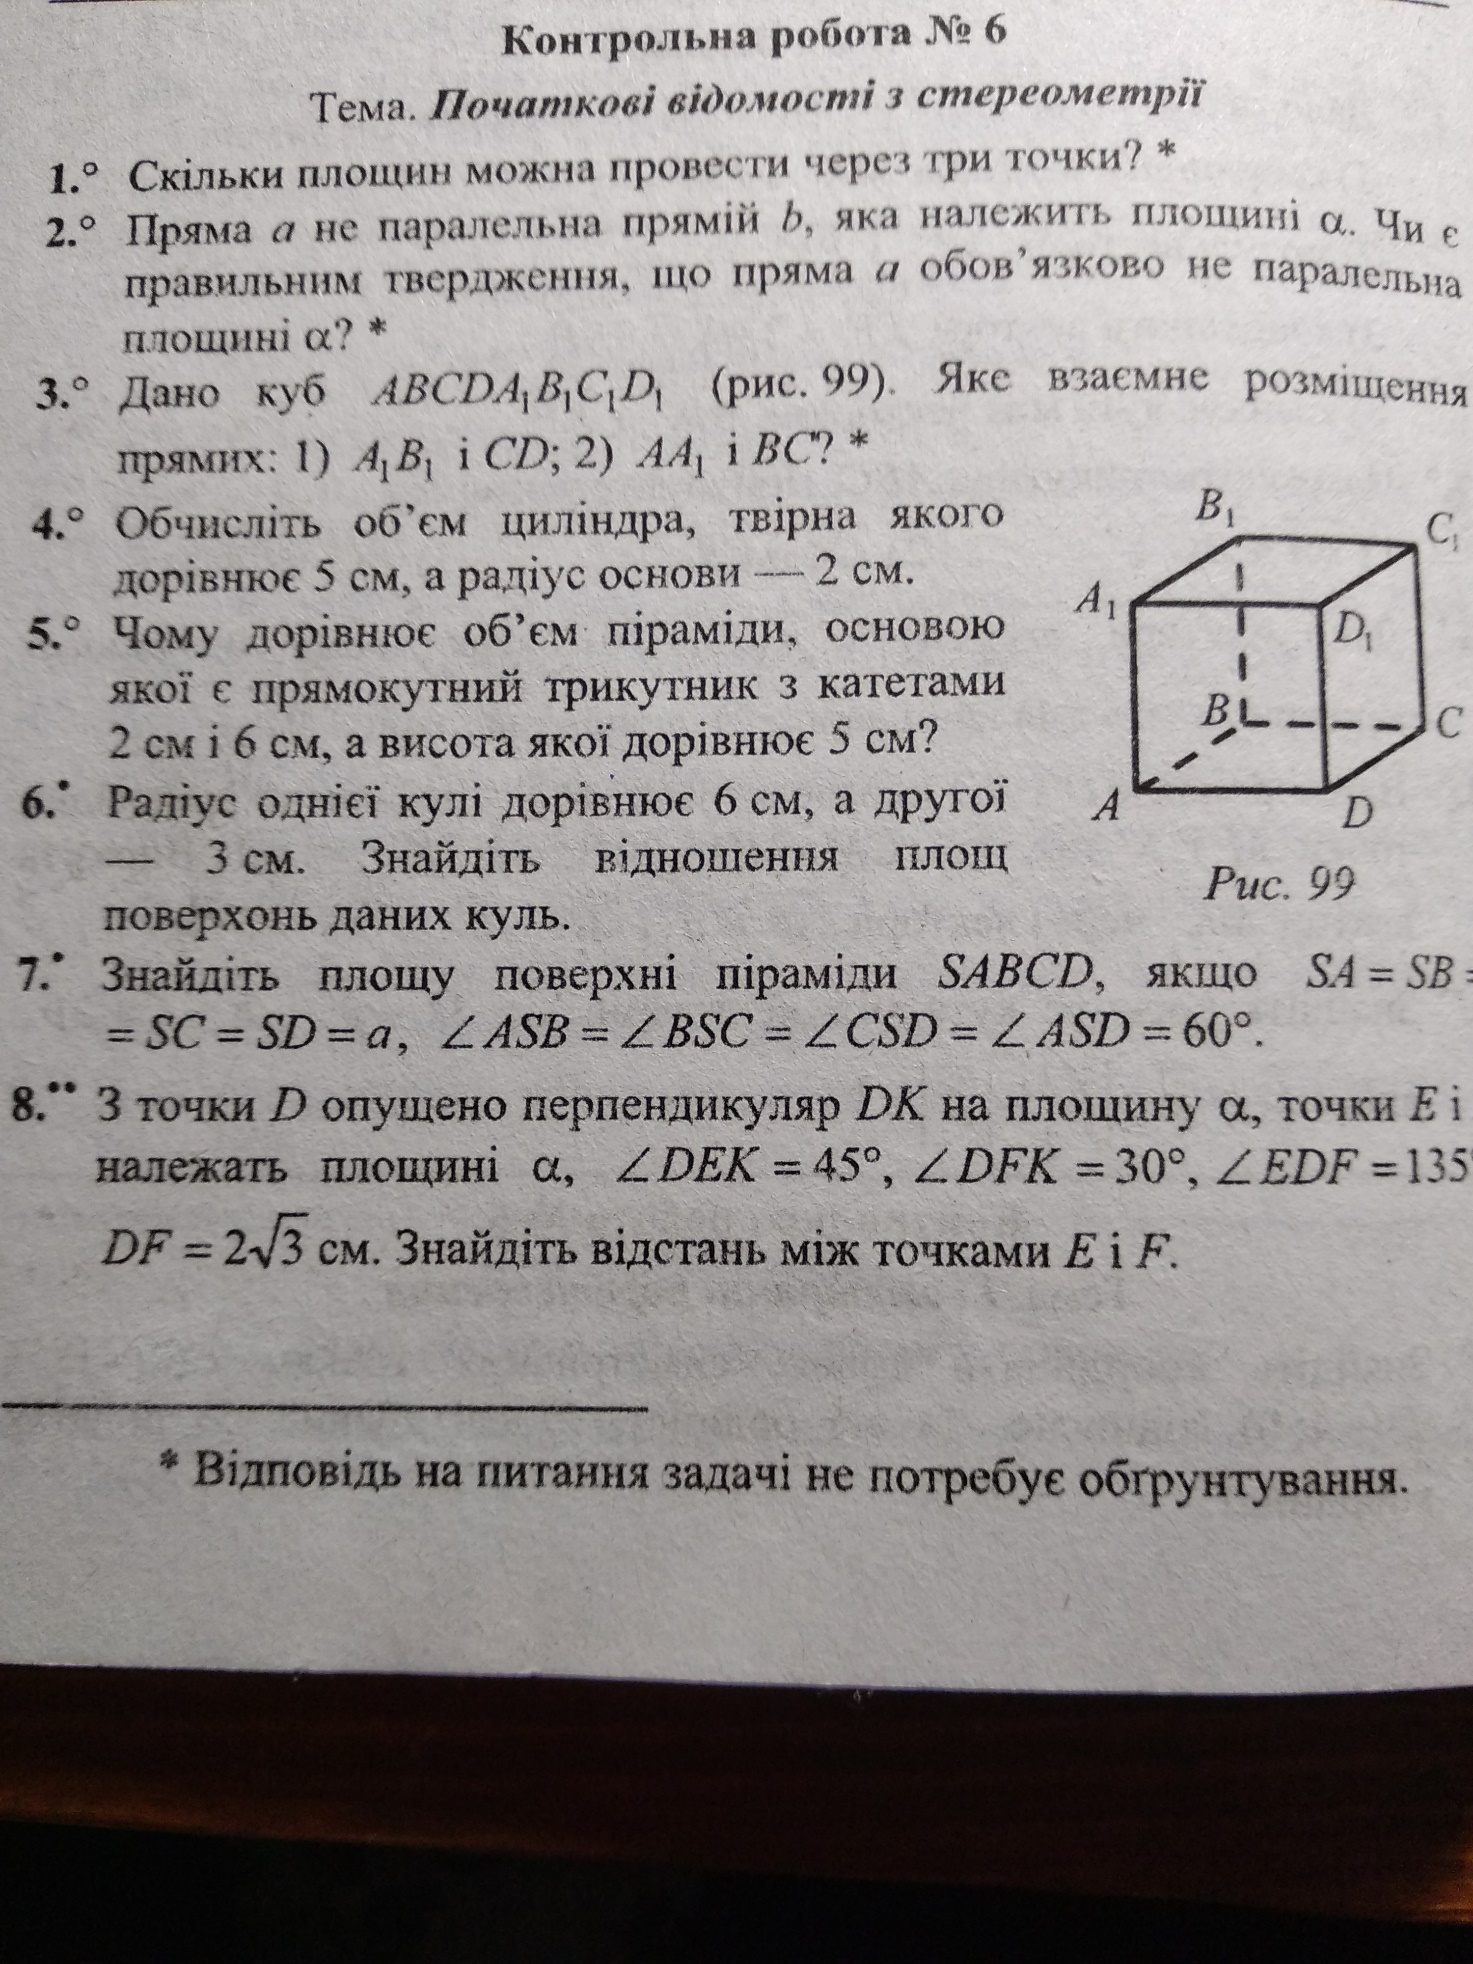 Контрольна робота № 6
Тема. Початкові відомості з стереометрії
1.° Скільки площин можна провести через три точки? *
2.° Пряма a не паралельна прямій b, яка належить площині α. Чи є
правильним твердження, що пряма a обов’язково не паралельна
площині α? *
3.° Дано куб ABCDA₁B₁C₁D₁ (рис. 99). Яке взаємне розміщення
прямих: 1) A₁B₁ і CD; 2) AA₁ і BC? *
4.° Обчисліть об’єм циліндра, твірна якого
дорівнює 5 см, а радіус основи — 2 см.
5.° Чому дорівнює об’єм піраміди, основою
якої є прямокутний трикутник з катетами
2 см і 6 см, а висота якої дорівнює 5 см?
6.• Радіус однієї кулі дорівнює 6 см, а другої
— 3 см. Знайдіть відношення площ
поверхонь даних куль.
B₁
C₁
A₁
D₁
B
C
A
D
Рис. 99
7.• Знайдіть площу поверхні піраміди SABCD, якщо SA = SB =
= SC = SD = a, ∠ASB = ∠BSC = ∠CSD = ∠ASD = 60°.
8.•• З точки D опущено перпендикуляр DK на площину α, точки E і
належать площині α, ∠DEK = 45°, ∠DFK = 30°, ∠EDF = 135°
DF = 2√3 см. Знайдіть відстань між точками E і F.
* Відповідь на питання задачі не потребує обґрунтування.